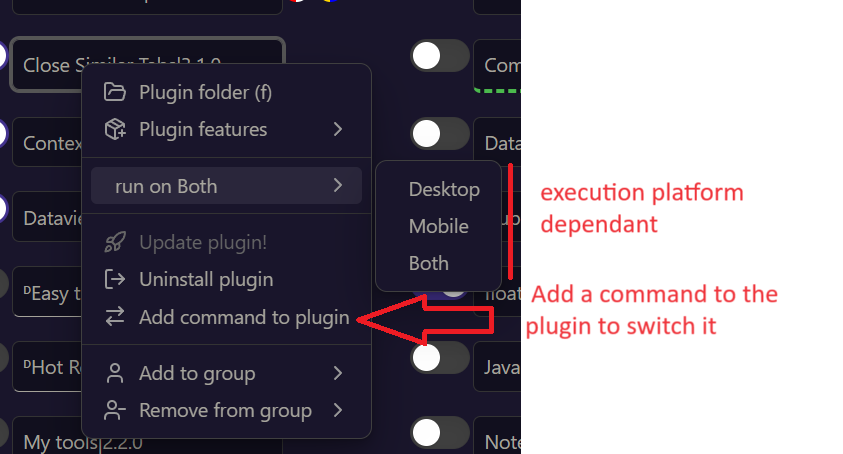 Close Similar Tabs|2.1.0
Com
Plugin folder (f)
Plugin features
Contex
Data
run on Both
Desktop
Mobile
Both
execution platform
dependant
Datavie
Update plugin!
Uninstall plugin
ᴰEasy t
float
Add command to plugin
Add a command to the
plugin to switch it
ᴰHot R
Java
Add to group
Remove from group
My tools|2.2.0
Note